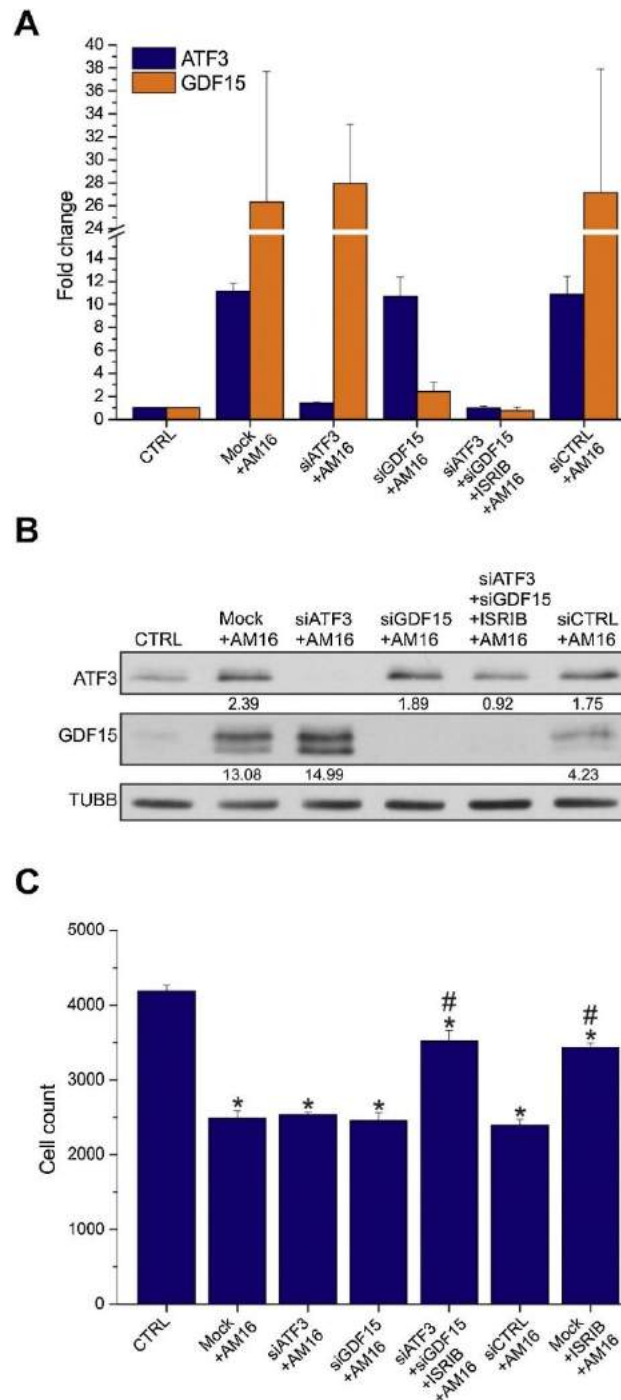 A
40
38
36
34
32
30
28
26
24
12
10
8
6
4
2
0
Fold change
ATF3
GDF15
CTRL
Mock
+AM16
siATF3
+AM16
siGDF15
+AM16
siATF3
+siGDF15
+ISRIB
+AM16
siCTRL
+AM16
B
CTRL
Mock
+AM16
siATF3
+AM16
siGDF15
+AM16
siATF3
+siGDF15
+ISRIB
+AM16
siCTRL
+AM16
ATF3
2.39 1.89 0.92 1.75
GDF15
13.08 14.99 4.23
TUBB
C
5000
4000
3000
2000
1000
0
Cell count
* * * # * * # *
CTRL
Mock
+AM16
siATF3
+AM16
siGDF15
+AM16
siATF3
+siGDF15
+ISRIB
+AM16
siCTRL
+AM16
Mock
+ISRIB
+AM16